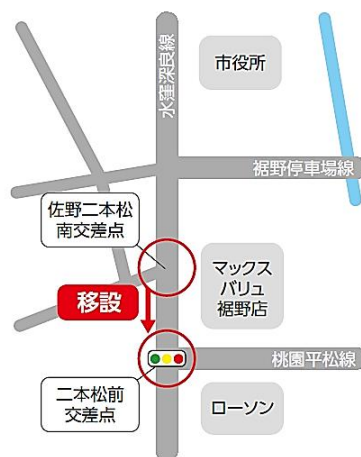 水窪深良線
市役所
裾野停車場線
佐野二本松
南交差点
マックス
バリュ
裾野店
移設
桃園平松線
二本松前
交差点
ローソン